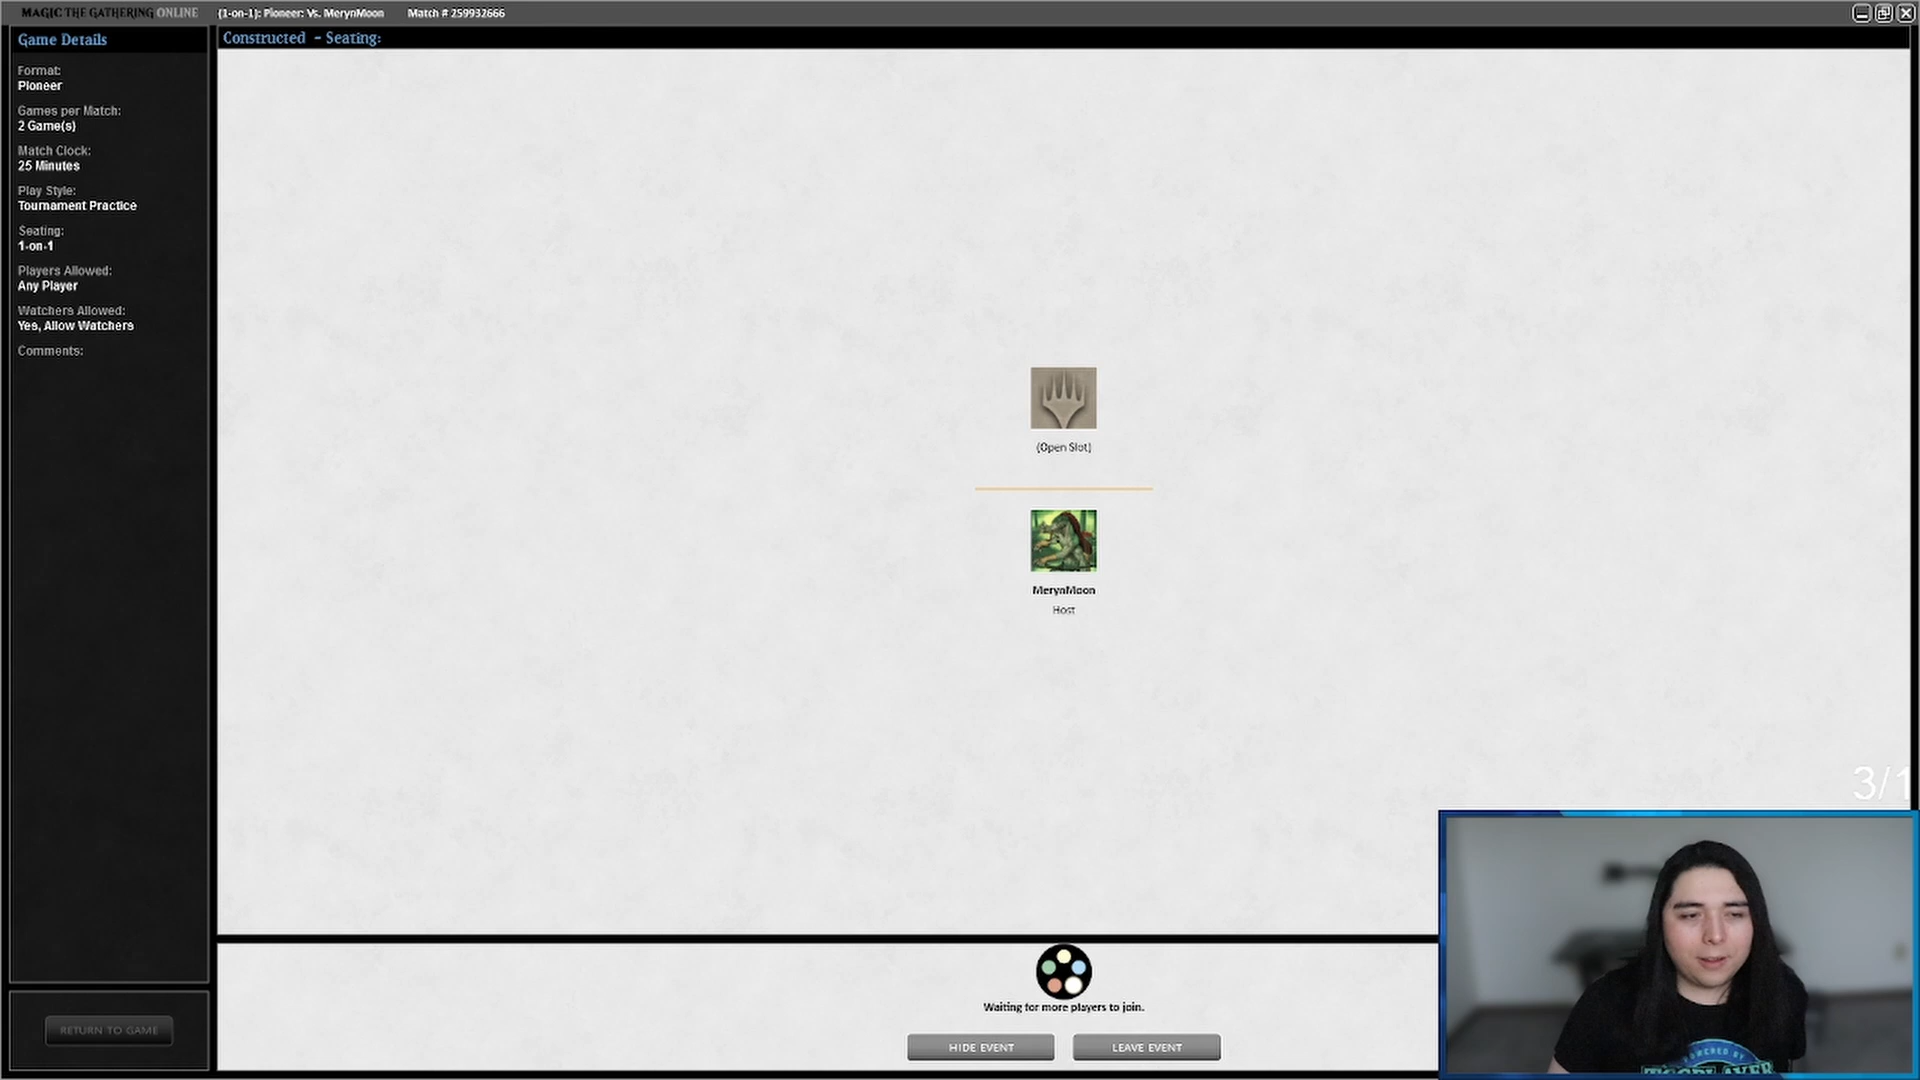 MAGIC THE GATHERING ONLINE (1-on-1): Pioneer: Vs. MerynMoon Match # 259932666
Game Details
Constructed - Seating:
Format:
Pioneer
Games per Match:
2 Game(s)
Match Clock:
25 Minutes
Play Style:
Tournament Practice
Seating:
1-on-1
Players Allowed:
Any Player
Watchers Allowed:
Yes, Allow Watchers
Comments:
(Open Slot)
MerynMoon
Host
3/1
Waiting for more players to join.
RETURN TO GAME
HIDE EVENT
LEAVE EVENT
POWERED BY
TCGPLAYER